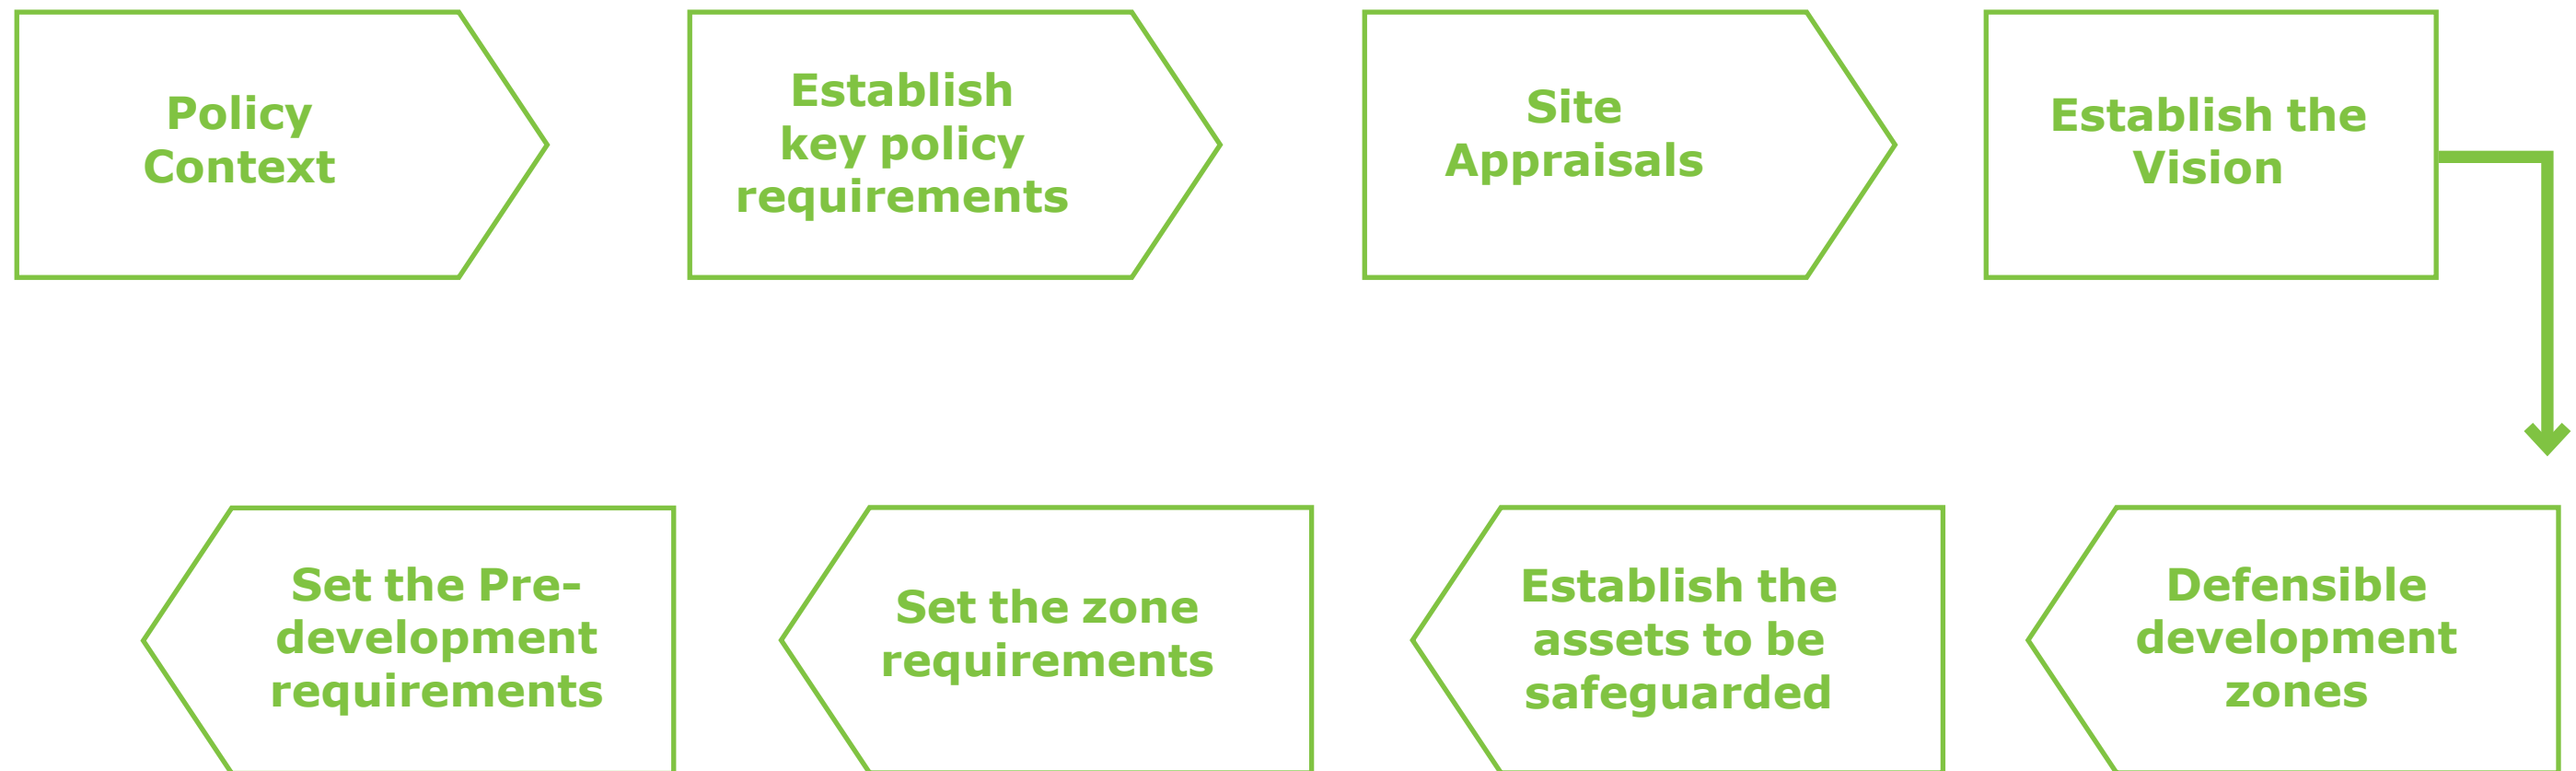 Policy
Context
Establish
key policy
requirements
Site
Appraisals
Establish the
Vision
Defensible
development
zones
Establish the
assets to be
safeguarded
Set the zone
requirements
Set the Pre-
development
requirements